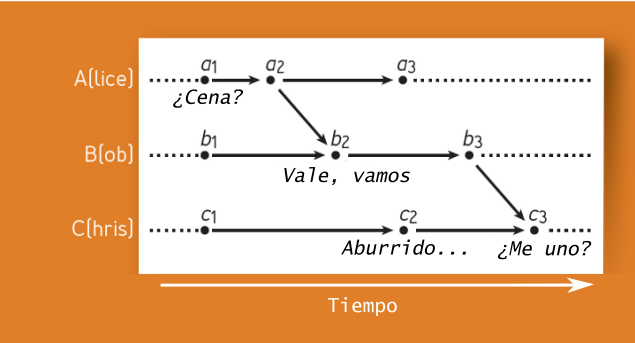 a1 a2 a3
A(lice)
¿Cena?
b1 b2 b3
B(ob)
Vale, vamos
c1 c2 c3
C(hris)
Aburrido... ¿Me uno?
Tiempo